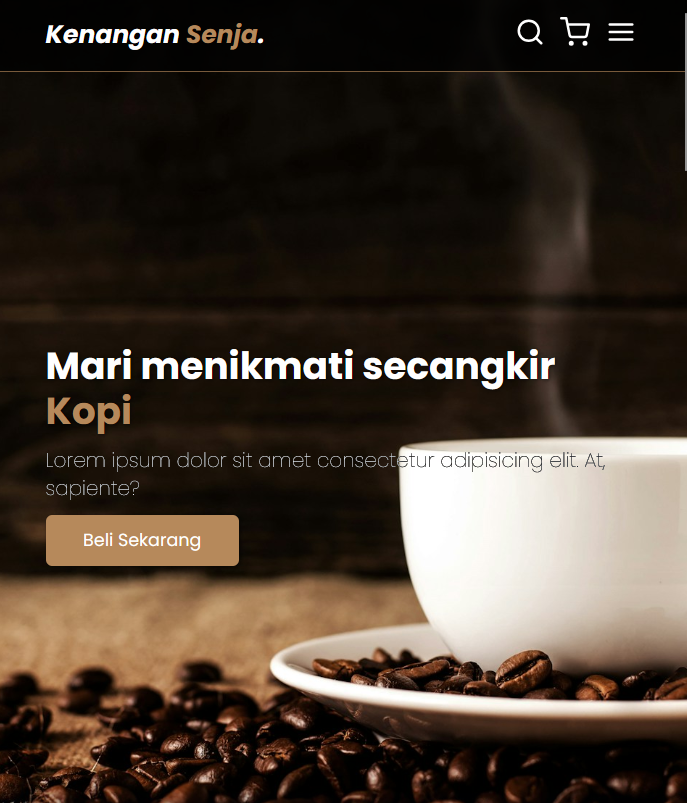 Kenangan Senja.
Mari menikmati secangkir
Kopi
Lorem ipsum dolor sit amet consectetur adipisicing elit. At,
sapiente?
Beli Sekarang